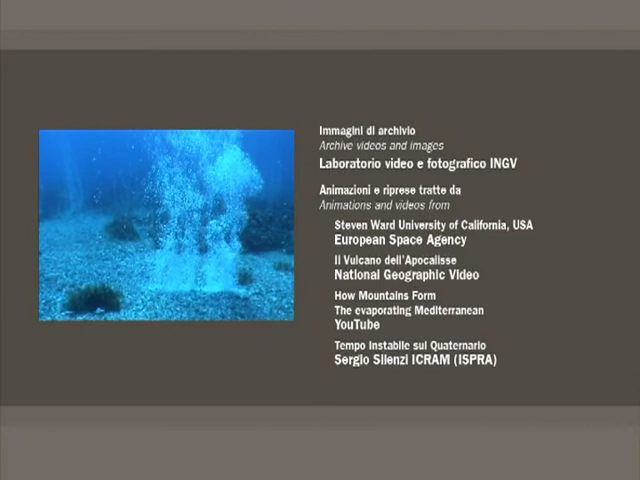 Immagini di archivio
Archive videos and images
Laboratorio video e fotografico INGV
Animazioni e riprese tratte da
Animations and videos from
Steven Ward University of California, USA
European Space Agency
Il Vulcano dell'Apocalisse
National Geographic Video
How Mountains Form
The evaporating Mediterranean
YouTube
Tempo Instabile sul Quaternario
Sergio Silenzi ICRAM (ISPRA)